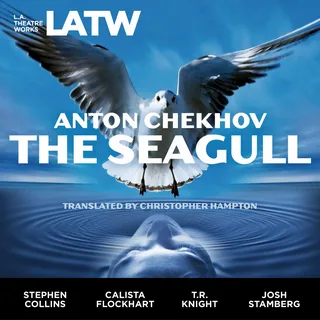 L.A.
THEATRE
WORKS
LATW
ANTON CHEKHOV
THE SEAGULL
TRANSLATED BY CHRISTOPHER HAMPTON
STEPHEN COLLINS
CALISTA FLOCKHART
T.R. KNIGHT
JOSH STAMBERG